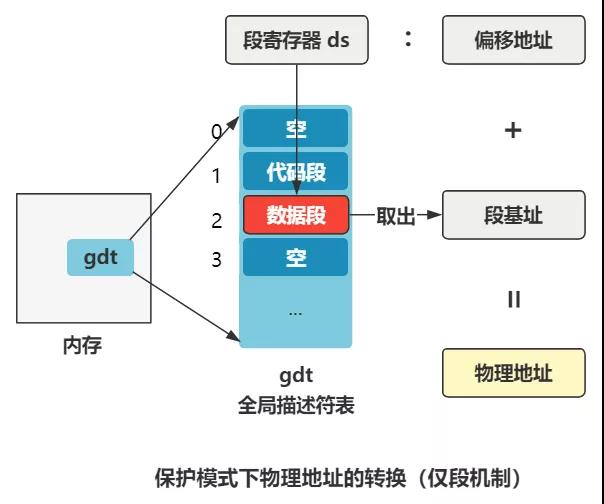 段寄存器 ds
:
偏移地址
0
空
+
1
代码段
2
数据段
取出
段基址
gdt
3
空
...
=
内存
物理地址
gdt
全局描述符表
保护模式下物理地址的转换（仅段机制）